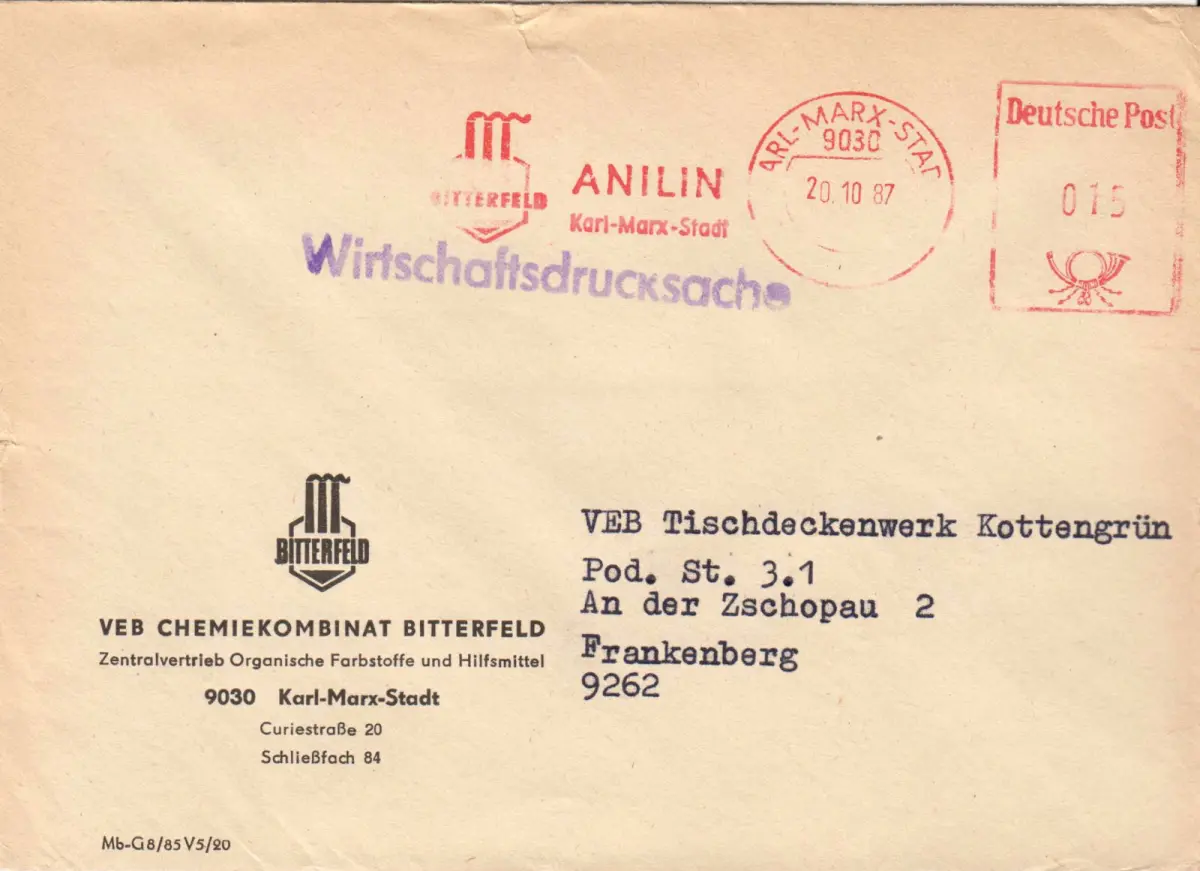 BITTERFELD
ANILIN
Karl-Marx-Stadt
ARL-MARX-STAD
9030
20.10 87
Deutsche Post
015
Wirtschaftsdrucksache
BITTERFELD
VEB CHEMIEKOMBINAT BITTERFELD
Zentralvertrieb Organische Farbstoffe und Hilfsmittel
9030 Karl-Marx-Stadt
Curiestraße 20
Schließfach 84
VEB Tischdeckenwerk Kottengrün
Pod. St. 3.1
An der Zschopau 2
Frankenberg
9262
Mb-G 8/85 V 5/20